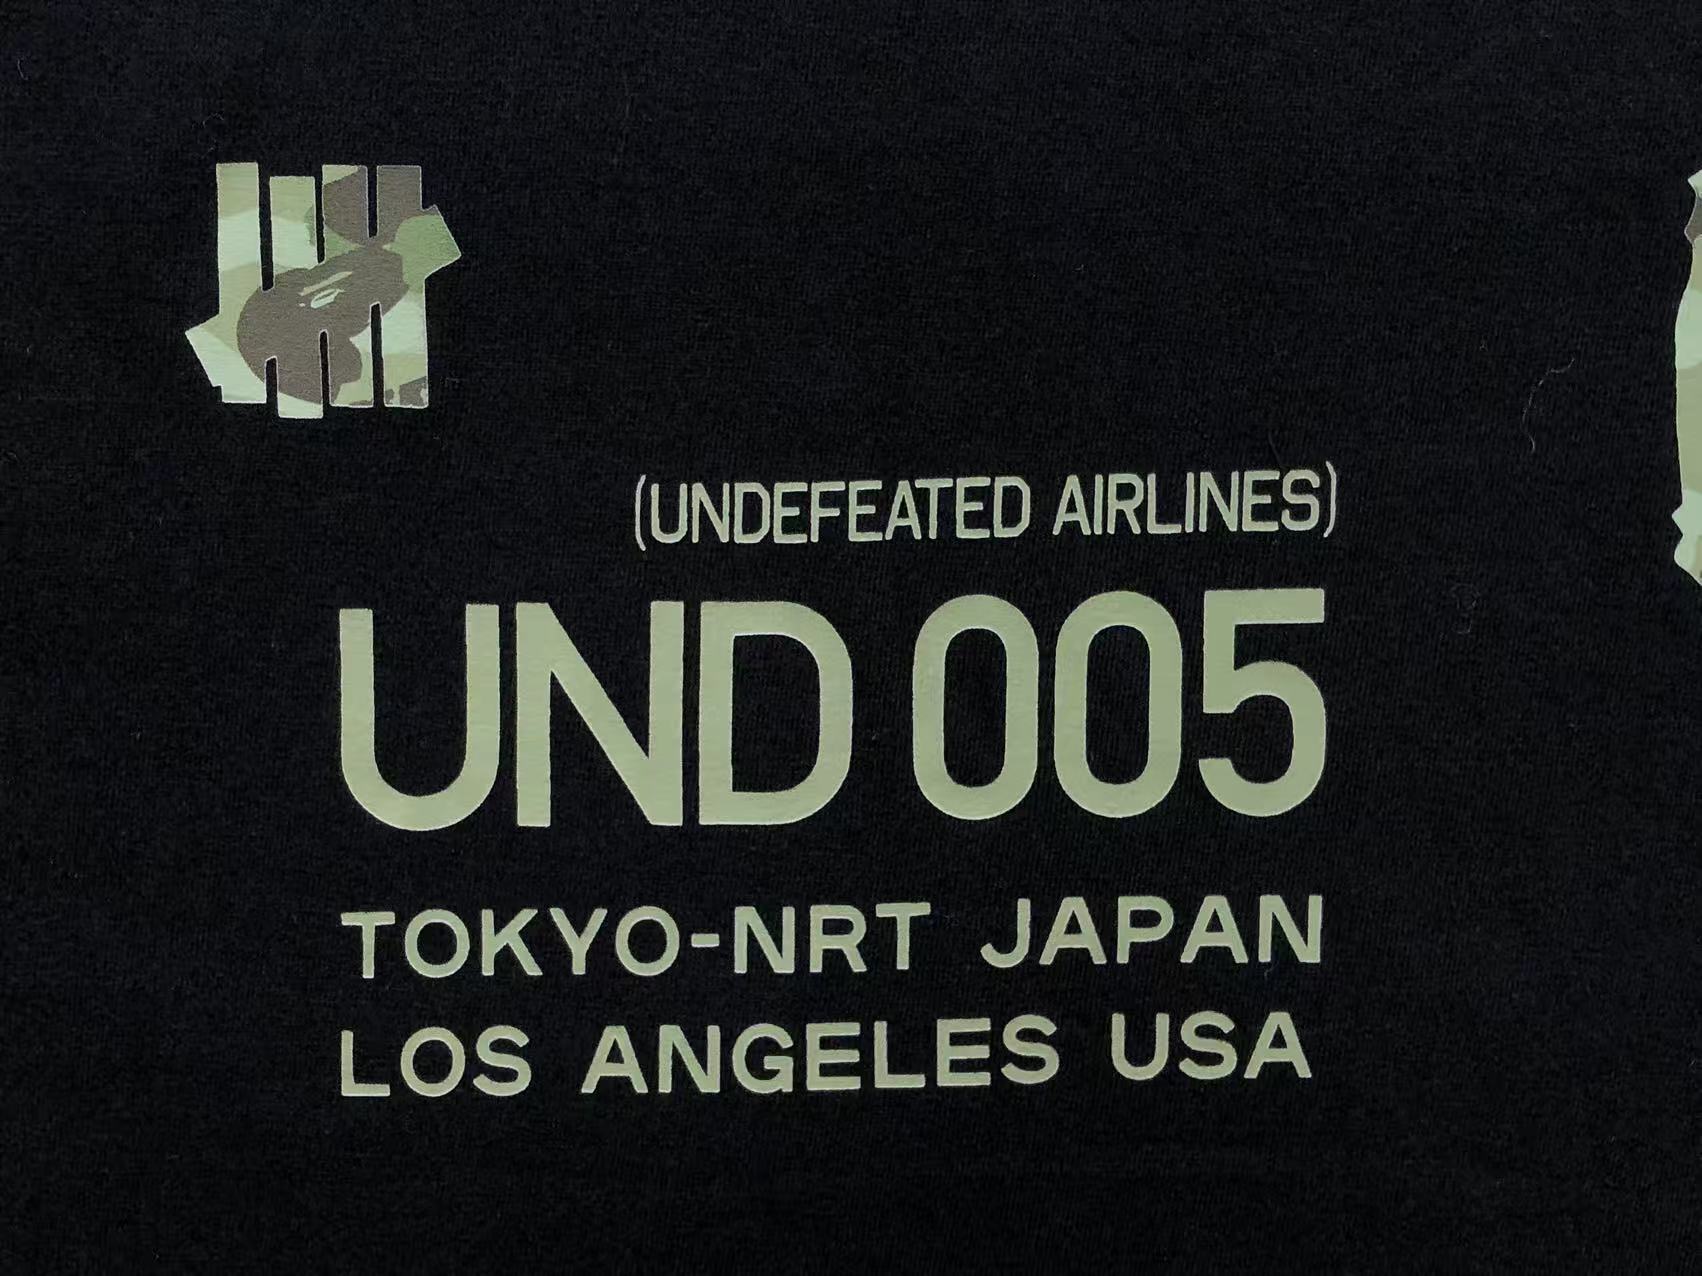 (UNDEFEATED AIRLINES)
UND 005
TOKYO-NRT JAPAN
LOS ANGELES USA